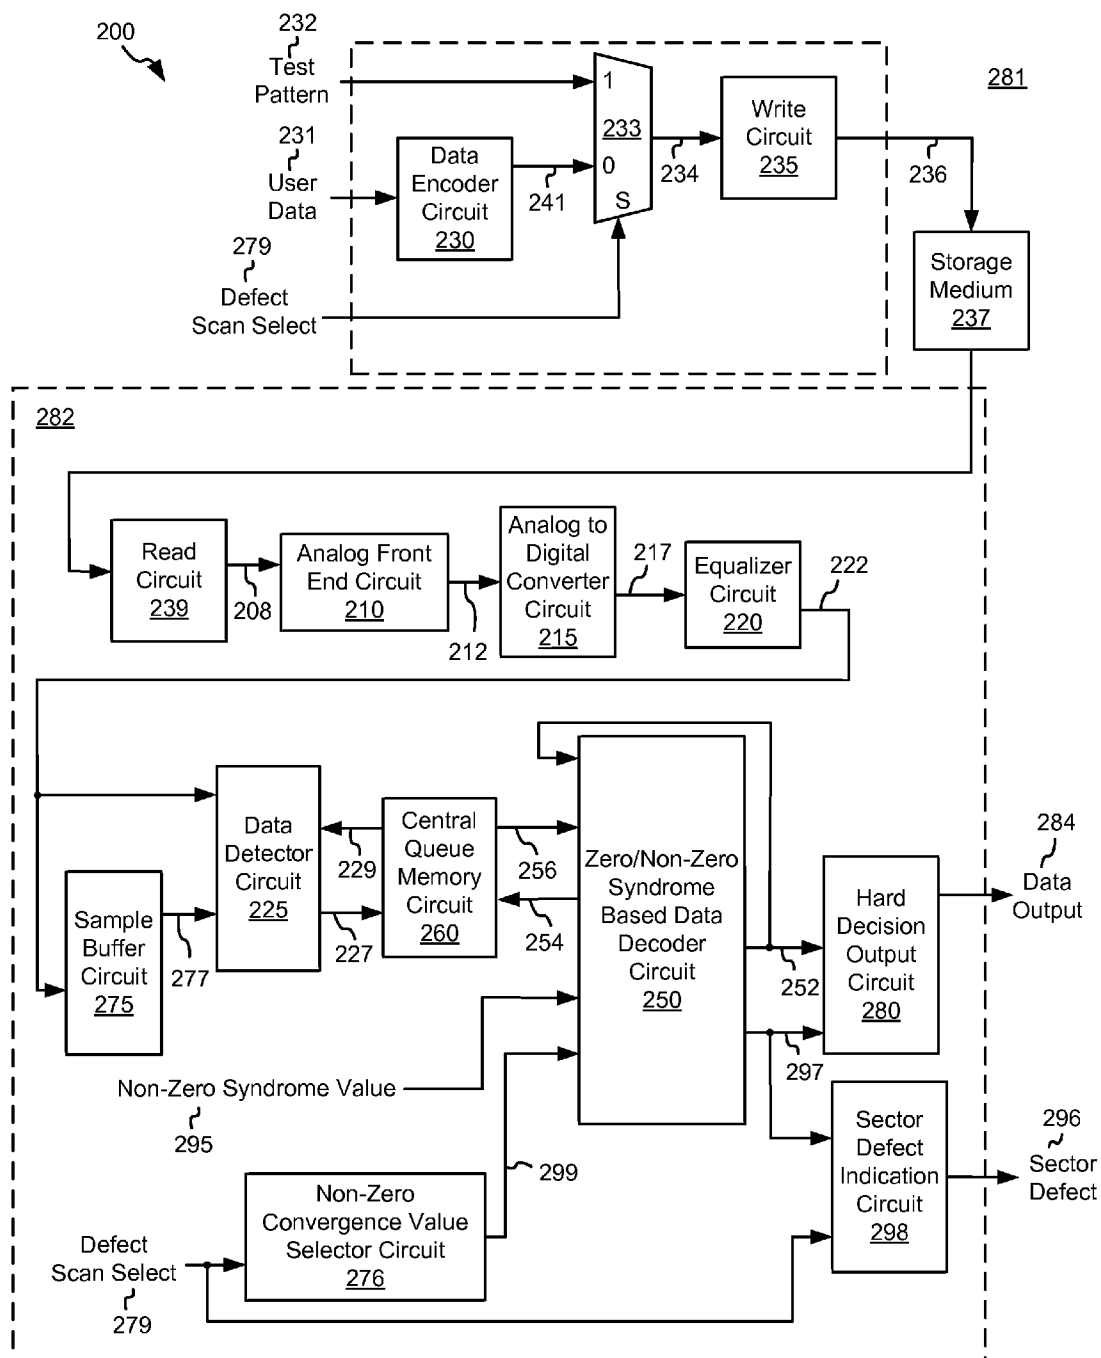 200
232
Test
Pattern
231
User
Data
279
Defect
Scan Select
Data
Encoder
Circuit
230
241
1
233
0
S
234
Write
Circuit
235
236
281
Storage
Medium
237
282
Read
Circuit
239
208
Analog Front
End Circuit
210
212
Analog to
Digital
Converter
Circuit
215
217
Equalizer
Circuit
220
222
Sample
Buffer
Circuit
275
277
Data
Detector
Circuit
225
229
227
Central
Queue
Memory
Circuit
260
256
254
Zero/Non-Zero
Syndrome
Based Data
Decoder
Circuit
250
252
297
Hard
Decision
Output
Circuit
280
284
Data
Output
Non-Zero Syndrome Value
295
299
Non-Zero
Convergence Value
Selector Circuit
276
Defect
Scan Select
279
Sector
Defect
Indication
Circuit
298
296
Sector
Defect